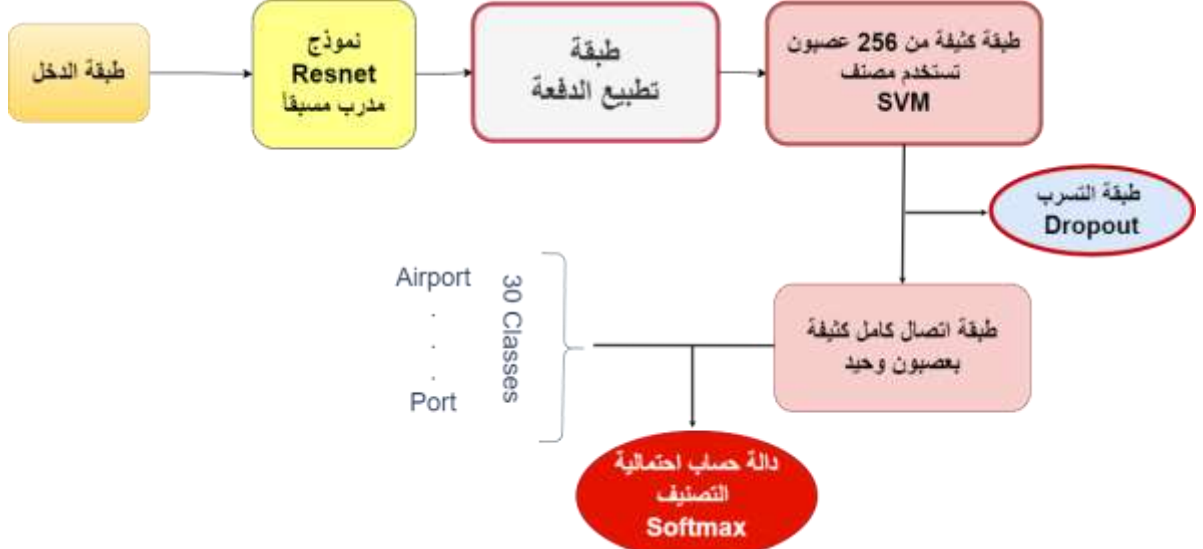 طبقة الدخل
نموذج
Resnet
مدرب مسبقاً
طبقة
تطبيع الدفعة
طبقة كثيفة من 256 عصبون
تستخدم مصنف
SVM
طبقة التسرب
Dropout
طبقة اتصال كامل كثيفة
بعصبون وحيد
30 Classes
Airport
.
.
.
Port
دالة حساب احتمالية
التصنيف
Softmax